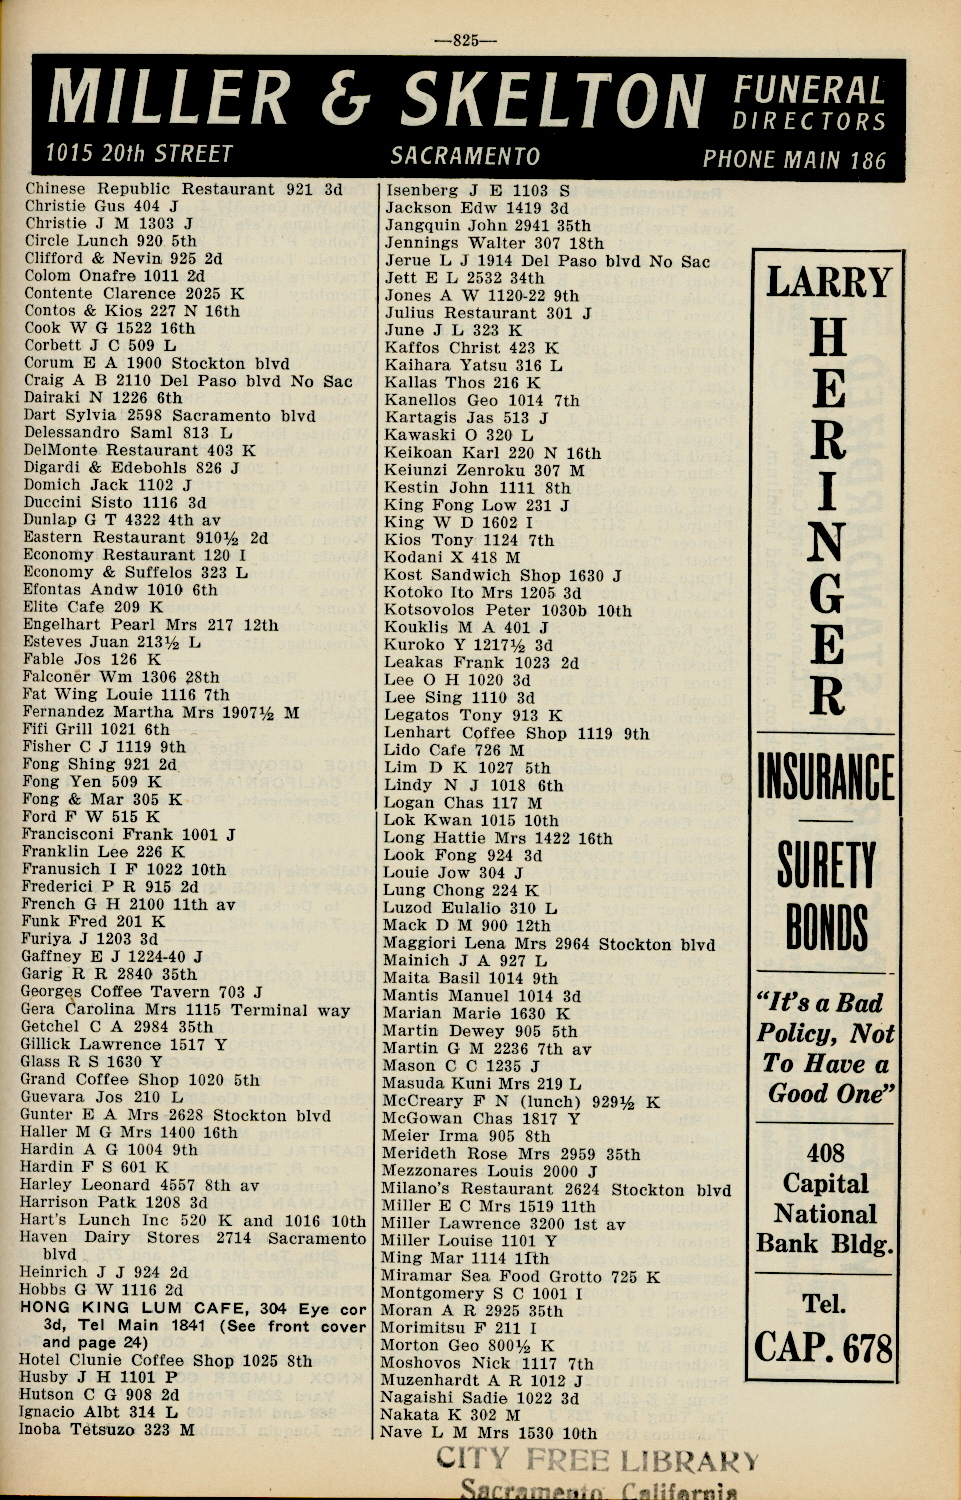 —825—
MILLER & SKELTON FUNERAL
DIRECTORS
1015 20th STREET SACRAMENTO PHONE MAIN 186
Chinese Republic Restaurant 921 3d
Christie Gus 404 J
Christie J M 1303 J
Circle Lunch 920 5th
Clifford & Nevin 925 2d
Colom Onafre 1011 2d
Contente Clarence 2025 K
Contos & Kios 227 N 16th
Cook W G 1522 16th
Corbett J C 509 L
Corum E A 1900 Stockton blvd
Craig A B 2110 Del Paso blvd No Sac
Dairaki N 1226 6th
Dart Sylvia 2598 Sacramento blvd
Delessandro Saml 813 L
DelMonte Restaurant 403 K
Digardi & Edebohls 826 J
Domich Jack 1102 J
Duccini Sisto 1116 3d
Dunlap G T 4322 4th av
Eastern Restaurant 910½ 2d
Economy Restaurant 120 I
Economy & Suffelos 323 L
Efontas Andw 1010 6th
Elite Cafe 209 K
Engelhart Pearl Mrs 217 12th
Esteves Juan 213½ L
Fable Jos 126 K
Falconer Wm 1306 28th
Fat Wing Louie 1116 7th
Fernandez Martha Mrs 1907½ M
Fifi Grill 1021 6th
Fisher C J 1119 9th
Fong Shing 921 2d
Fong Yen 509 K
Fong & Mar 305 K
Ford F W 515 K
Francisconi Frank 1001 J
Franklin Lee 226 K
Franusich I F 1022 10th
Frederici P R 915 2d
French G H 2100 11th av
Funk Fred 201 K
Furiya J 1203 3d
Gaffney E J 1224-40 J
Garig R R 2840 35th
Georges Coffee Tavern 703 J
Gera Carolina Mrs 1115 Terminal way
Getchel C A 2984 35th
Gillick Lawrence 1517 Y
Glass R S 1630 Y
Grand Coffee Shop 1020 5th
Guevara Jos 210 L
Gunter E A Mrs 2628 Stockton blvd
Haller M G Mrs 1400 16th
Hardin A G 1004 9th
Hardin F S 601 K
Harley Leonard 4557 8th av
Harrison Patk 1208 3d
Hart's Lunch Inc 520 K and 1016 10th
Haven Dairy Stores 2714 Sacramento
blvd
Heinrich J J 924 2d
Hobbs G W 1116 2d
HONG KING LUM CAFE, 304 Eye cor
3d, Tel Main 1841 (See front cover
and page 24)
Hotel Clunie Coffee Shop 1025 8th
Husby J H 1101 P
Hutson C G 908 2d
Ignacio Albt 314 L
Inoba Tetsuzo 323 M
Isenberg J E 1103 S
Jackson Edw 1419 3d
Jangquin John 2941 35th
Jennings Walter 307 18th
Jerue L J 1914 Del Paso blvd No Sac
Jett E L 2532 34th
Jones A W 1120-22 9th
Julius Restaurant 301 J
June J L 323 K
Kaffos Christ 423 K
Kaihara Yatsu 316 L
Kallas Thos 216 K
Kanellos Geo 1014 7th
Kartagis Jas 513 J
Kawaski O 320 L
Keikoan Karl 220 N 16th
Keiunzi Zenroku 307 M
Kestin John 1111 8th
King Fong Low 231 J
King W D 1602 I
Kios Tony 1124 7th
Kodani X 418 M
Kost Sandwich Shop 1630 J
Kotoko Ito Mrs 1205 3d
Kotsovolos Peter 1030b 10th
Kouklis M A 401 J
Kuroko Y 1217½ 3d
Leakas Frank 1023 2d
Lee O H 1020 3d
Lee Sing 1110 3d
Legatos Tony 913 K
Lenhart Coffee Shop 1119 9th
Lido Cafe 726 M
Lim D K 1027 5th
Lindy N J 1018 6th
Logan Chas 117 M
Lok Kwan 1015 10th
Long Hattie Mrs 1422 16th
Look Fong 924 3d
Louie Jow 304 J
Lung Chong 224 K
Luzod Eulalio 310 L
Mack D M 900 12th
Maggiori Lena Mrs 2964 Stockton blvd
Mainich J A 927 L
Maita Basil 1014 9th
Mantis Manuel 1014 3d
Marian Marie 1630 K
Martin Dewey 905 5th
Martin G M 2236 7th av
Mason C C 1235 J
Masuda Kuni Mrs 219 L
McCreary F N (lunch) 929½ K
McGowan Chas 1817 Y
Meier Irma 905 8th
Merideth Rose Mrs 2959 35th
Mezzonares Louis 2000 J
Milano's Restaurant 2624 Stockton blvd
Miller E C Mrs 1519 11th
Miller Lawrence 3200 1st av
Miller Louise 1101 Y
Ming Mar 1114 11th
Miramar Sea Food Grotto 725 K
Montgomery S C 1001 I
Moran A R 2925 35th
Morimitsu F 211 I
Morton Geo 800½ K
Moshovos Nick 1117 7th
Muzenhardt A R 1012 J
Nagaishi Sadie 1022 3d
Nakata K 302 M
Nave L M Mrs 1530 10th
LARRY
HERINGER
INSURANCE
SURETY
BONDS
"It's a Bad
Policy, Not
To Have a
Good One"
408
Capital
National
Bank Bldg.
Tel.
CAP. 678
CITY FREE LIBRARY
Sacramento, California